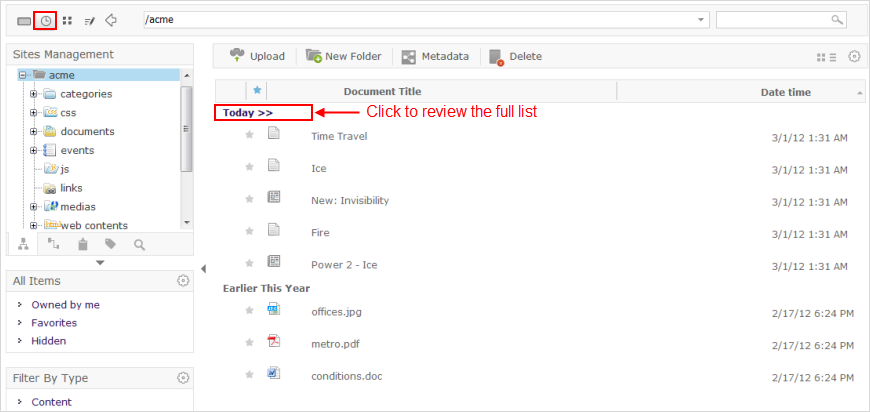 /acme
Sites Management
acme
categories
css
documents
events
js
links
medias
web contents
All Items
Owned by me
Favorites
Hidden
Filter By Type
Content
Upload New Folder Metadata Delete
Document Title Date time
Today >> Click to review the full list
Time Travel 3/1/12 1:31 AM
Ice 3/1/12 1:31 AM
New: Invisibility 3/1/12 1:31 AM
Fire 3/1/12 1:31 AM
Power 2 - Ice 3/1/12 1:31 AM
Earlier This Year
offices.jpg 2/17/12 6:24 PM
metro.pdf 2/17/12 6:24 PM
conditions.doc 2/17/12 6:24 PM